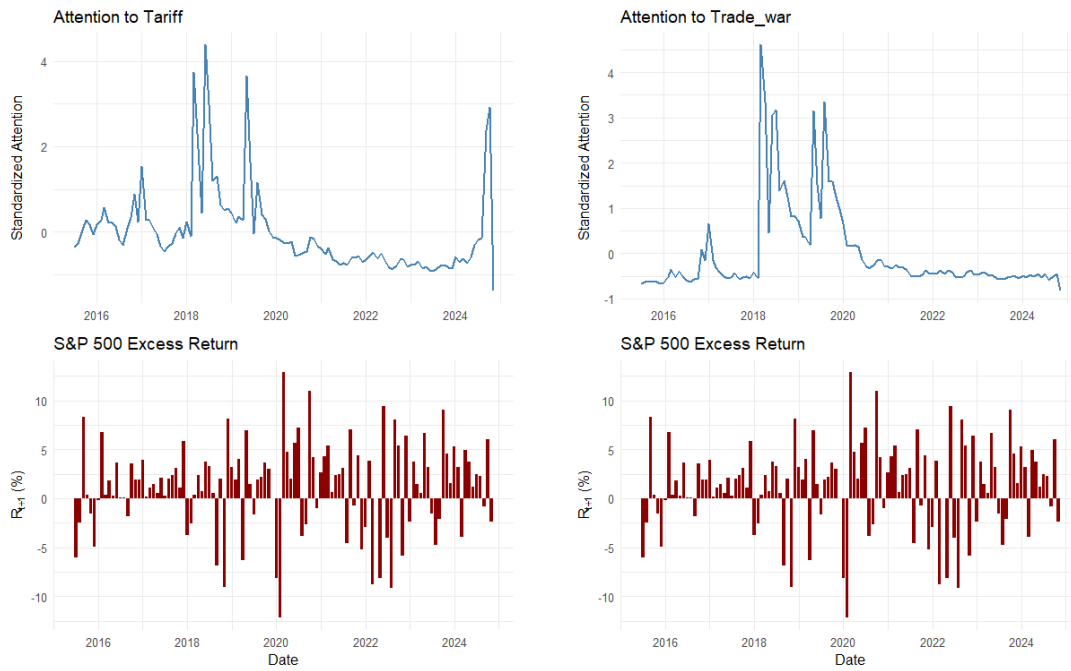 Attention to Tariff
Standardized Attention
4
2
0
2016 2018 2020 2022 2024
Attention to Trade_war
Standardized Attention
4
3
2
1
0
-1
2016 2018 2020 2022 2024
S&P 500 Excess Return
R_{t+1} (%)
10
5
0
-5
-10
2016 2018 2020 2022 2024
Date
S&P 500 Excess Return
R_{t+1} (%)
10
5
0
-5
-10
2016 2018 2020 2022 2024
Date